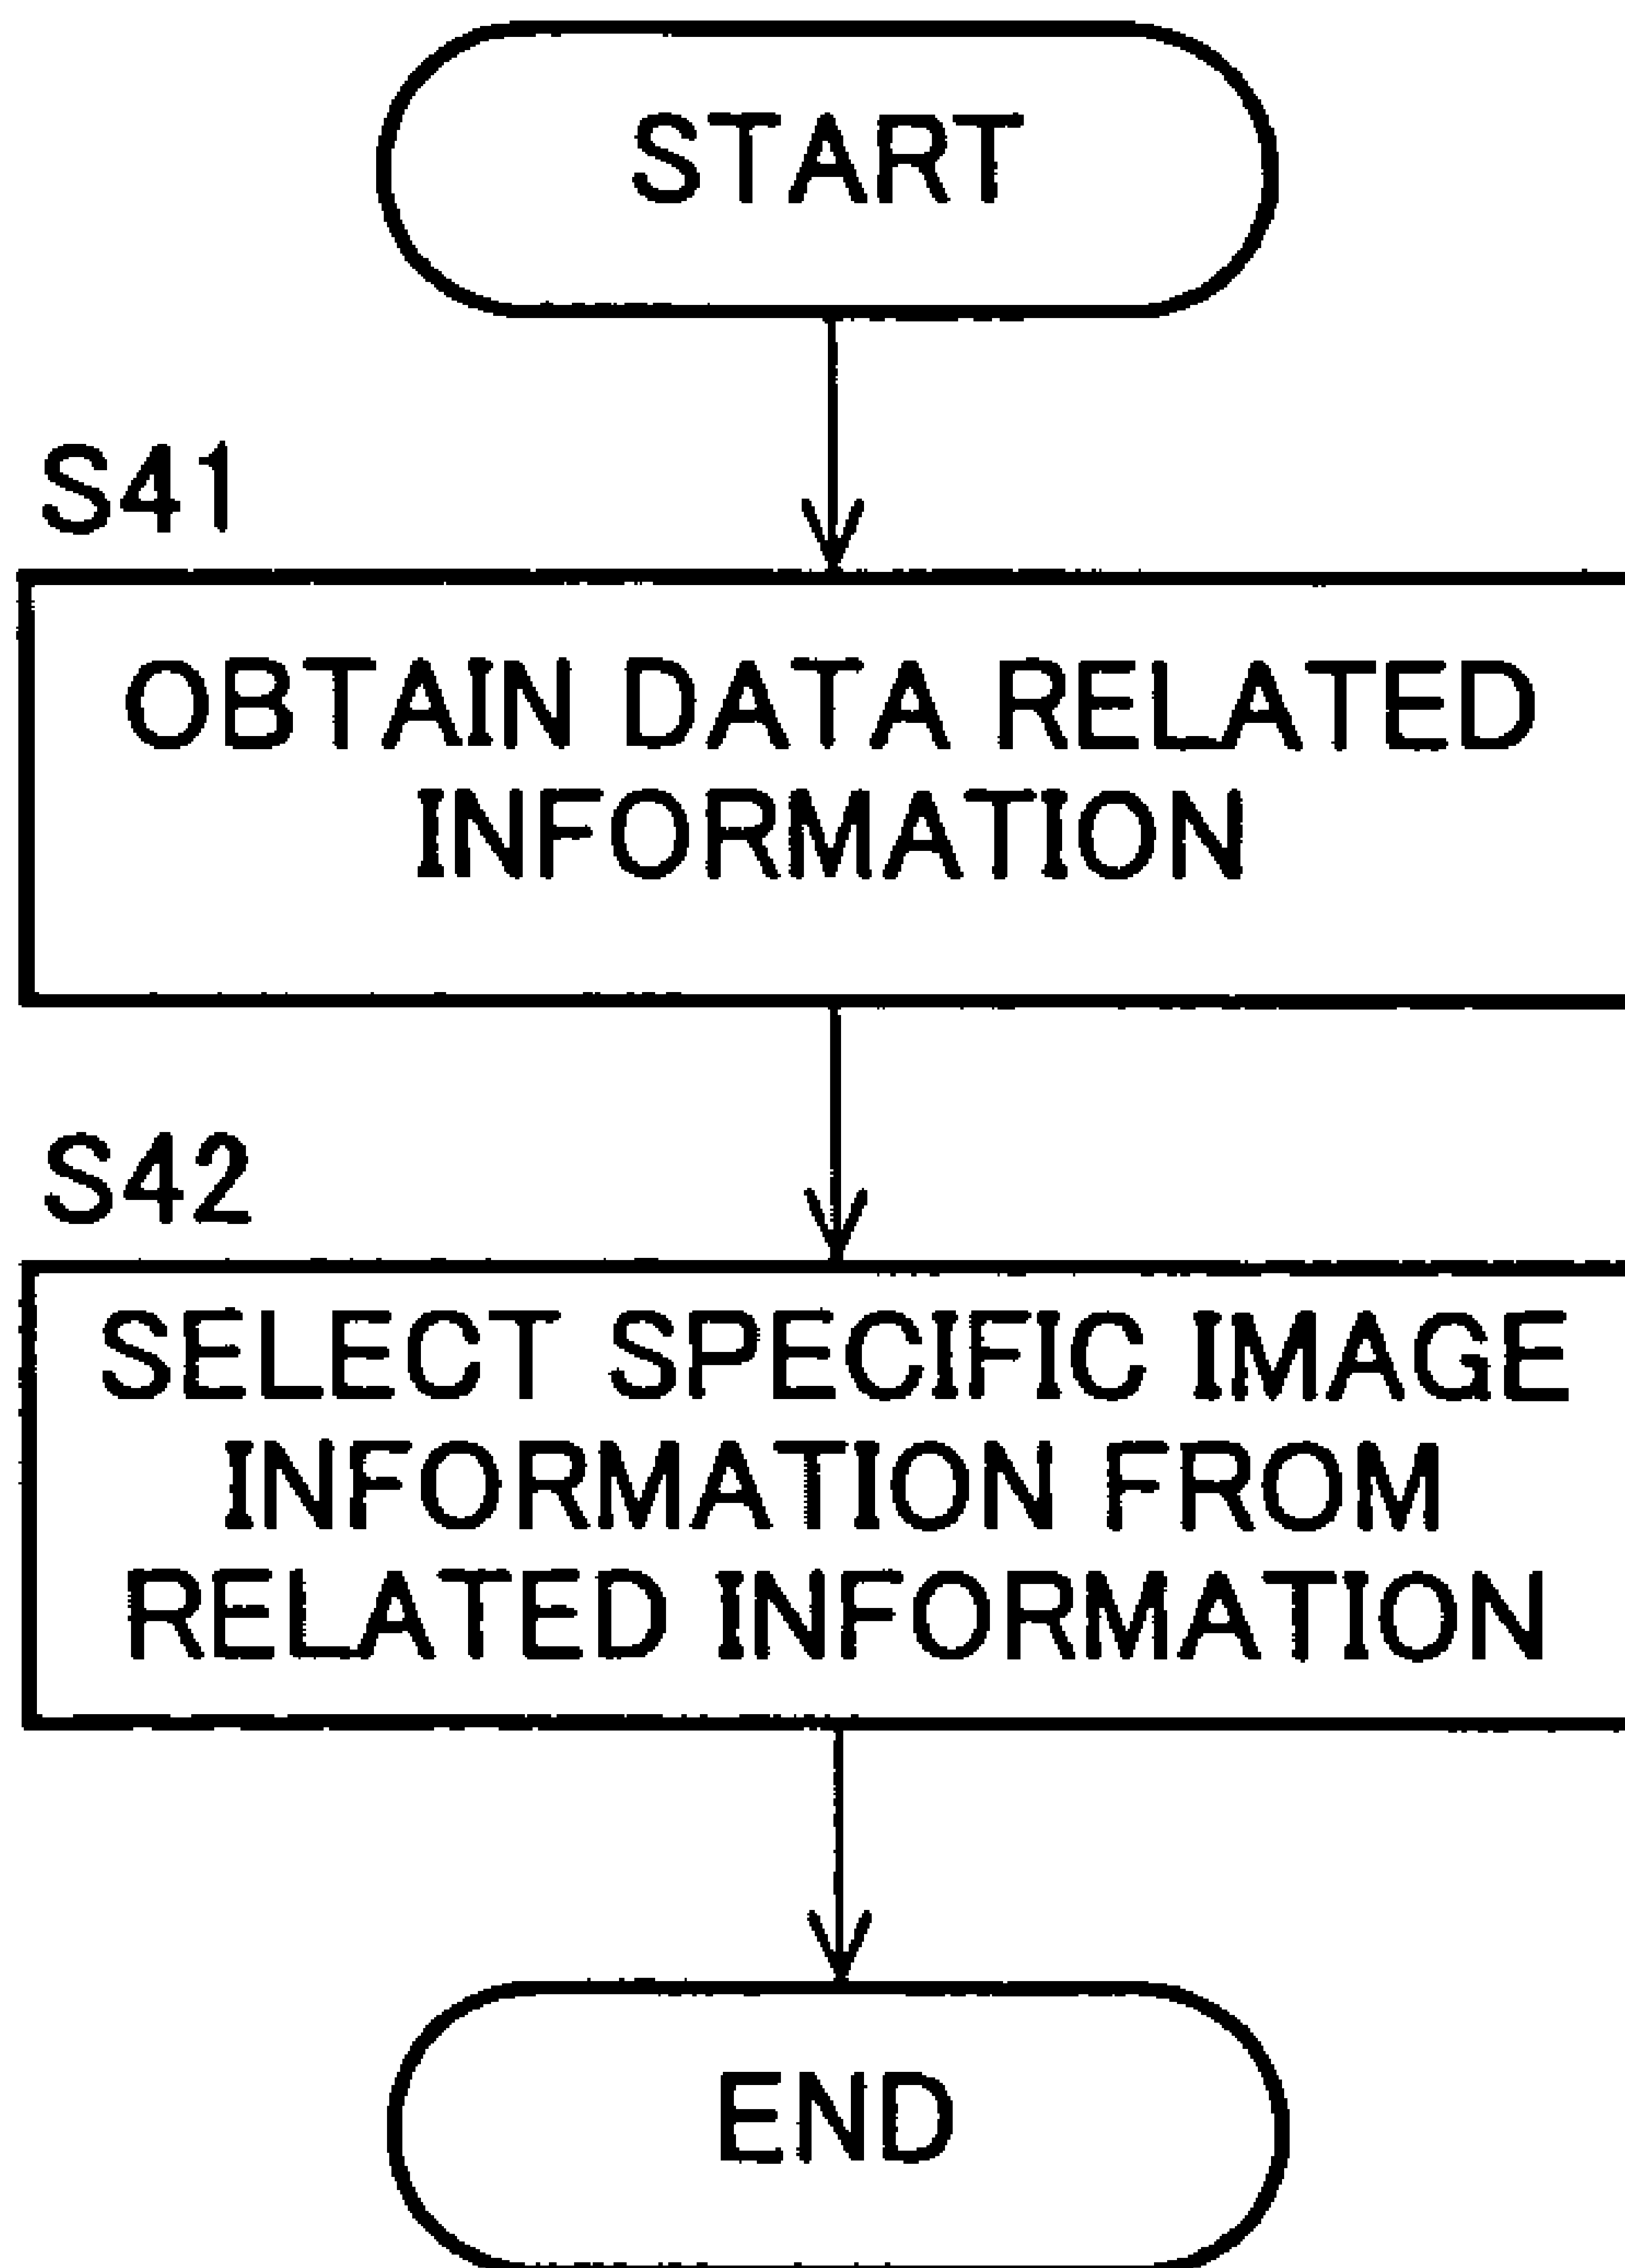 START
S41
OBTAIN DATA RELATED
INFORMATION
S42
SELECT SPECIFIC IMAGE
INFORMATION FROM
RELATED INFORMATION
END